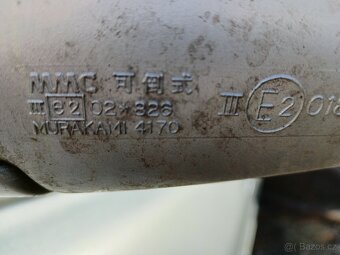 MMC 可倒式
III E2 02*826
MURAKAMI 4170
III E2 018
Bazos.cz